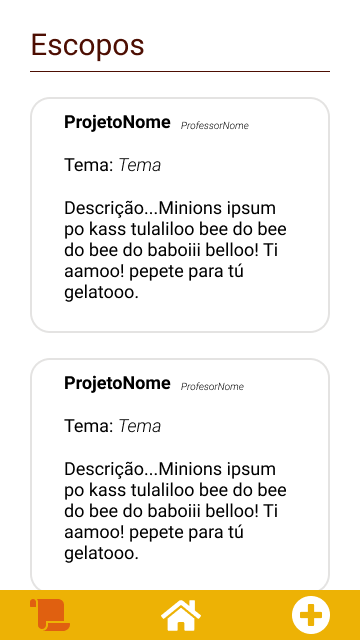 Escopos
ProjetoNome ProfessorNome
Tema: Tema
Descrição...Minions ipsum
po kass tulaliloo bee do bee
do bee do baboiii belloo! Ti
aamoo! pepete para tú
gelatooo.
ProjetoNome ProfesorNome
Tema: Tema
Descrição...Minions ipsum
po kass tulaliloo bee do bee
do bee do baboiii belloo! Ti
aamoo! pepete para tú
gelatooo.